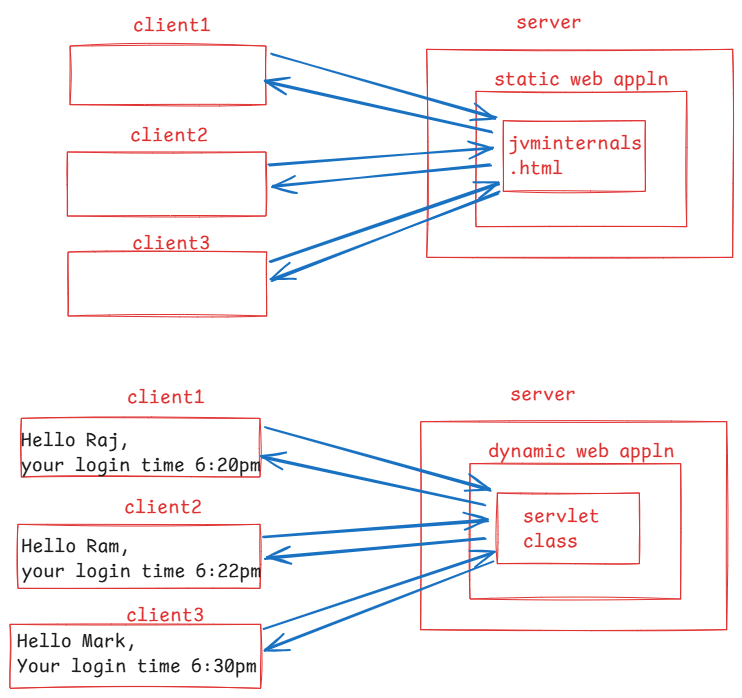 client1
server
static web appln
jvminternals
.html
client2
client3
client1
server
Hello Raj,
your login time 6:20pm
dynamic web appln
servlet
class
client2
Hello Ram,
your login time 6:22pm
client3
Hello Mark,
Your login time 6:30pm